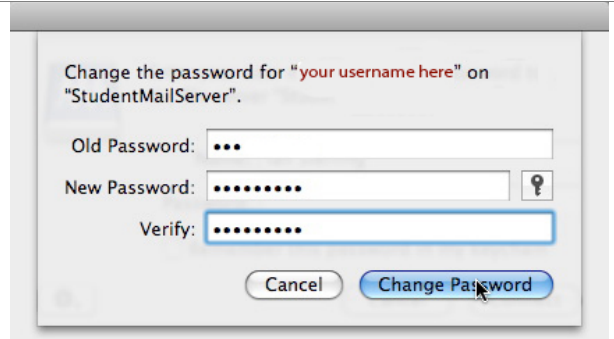 Change the password for “your username here” on
“StudentMailServer”.
Old Password: •••
New Password: •••••••••
Verify: •••••••••
Cancel Change Password